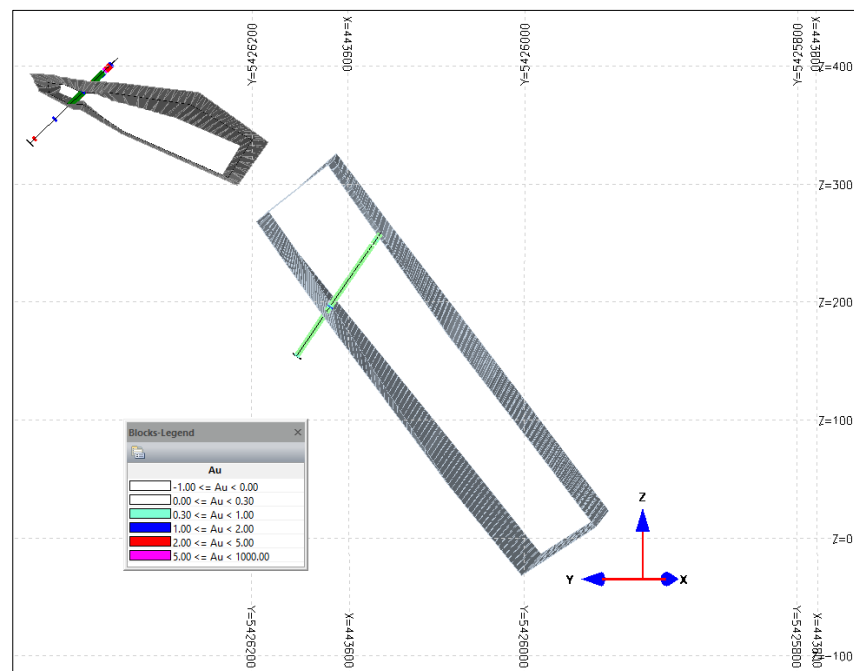 Y=5426200
X=443600
Y=5426000
Y=5425800
X=443800
Z=400
Z=300
Z=200
Z=100
Blocks-Legend
Au
-1.00 <= Au < 0.00
0.00 <= Au < 0.30
0.30 <= Au < 1.00
1.00 <= Au < 2.00
2.00 <= Au < 5.00
5.00 <= Au < 1000.00
Z
Z=0
Y
X
Y=5426200
X=443600
Y=5426000
Y=5425800
X=443800
Z=-100